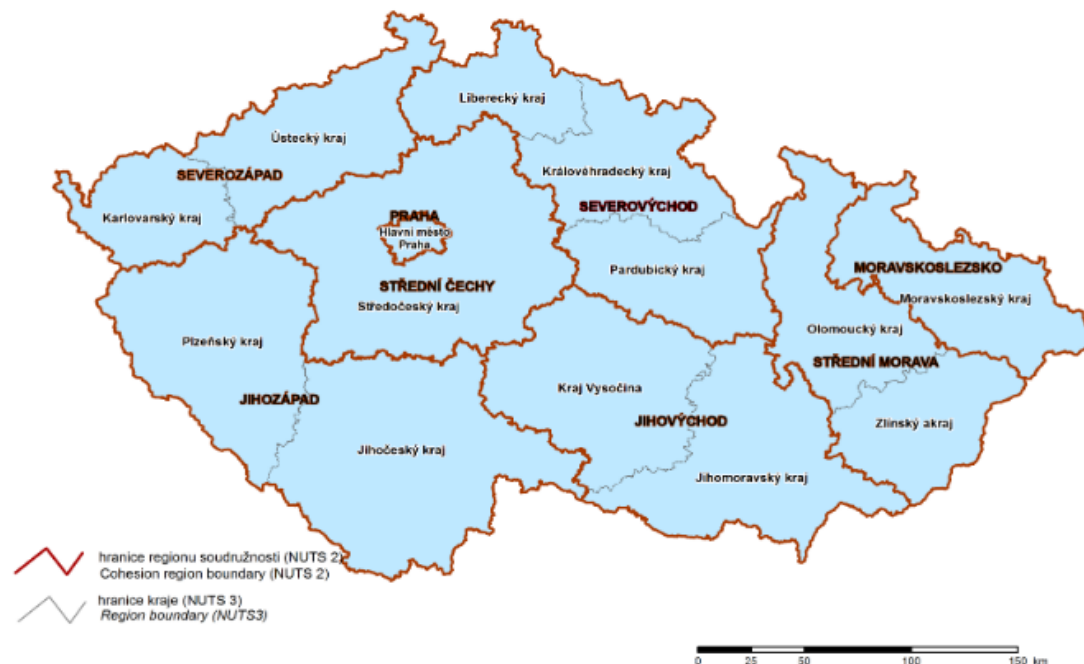 Liberecký kraj
Ústecký kraj
SEVEROZÁPAD
Královéhradecký kraj
Karlovarský kraj
SEVEROVÝCHOD
PRAHA
Hlavní město
Praha
Pardubický kraj
MORAVSKOSLEZSKO
STŘEDNÍ ČECHY
Moravskoslezský kraj
Středočeský kraj
Olomoucký kraj
Plzeňský kraj
STŘEDNÍ MORAVA
Kraj Vysočina
JIHOZÁPAD
JIHOVÝCHOD
Zlínský akraj
Jihočeský kraj
Jihomoravský kraj
hranice regionu soudružnosti (NUTS 2)
Cohesion region boundary (NUTS 2)
hranice kraje (NUTS 3)
Region boundary (NUTS3)
0 25 50 100 150 km